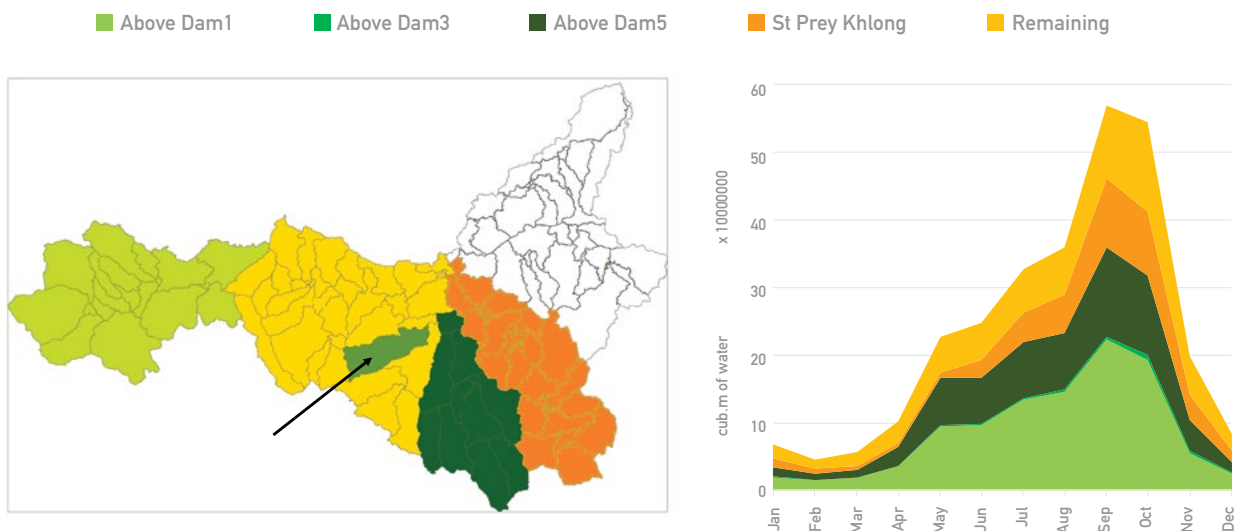 Above Dam1 Above Dam3 Above Dam5 St Prey Khlong Remaining
60
50
40
30
20
10
0
cub.m of water x 10000000
Jan Feb Mar Apr May Jun Jul Aug Sep Oct Nov Dec